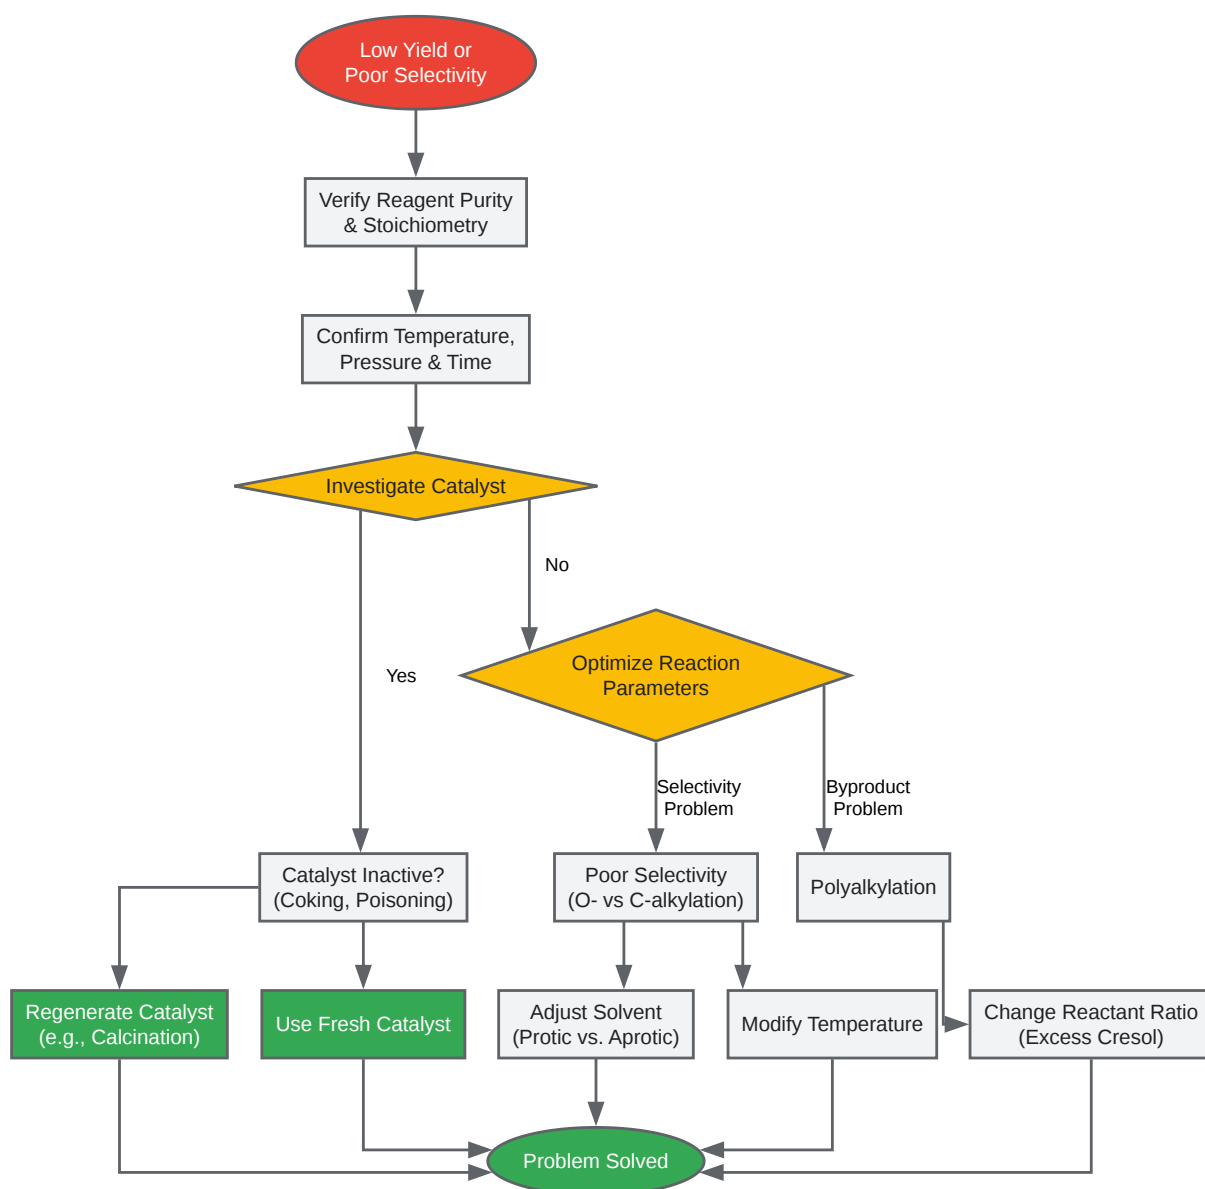 Low Yield or
Poor Selectivity
Verify Reagent Purity
& Stoichiometry
Confirm Temperature,
Pressure & Time
Investigate Catalyst
No
Yes
Optimize Reaction
Parameters
Selectivity
Problem
Byproduct
Problem
Catalyst Inactive?
(Coking, Poisoning)
Poor Selectivity
(O- vs C-alkylation)
Polyalkylation
Regenerate Catalyst
(e.g., Calcination)
Use Fresh Catalyst
Adjust Solvent
(Protic vs. Aprotic)
Modify Temperature
Change Reactant Ratio
(Excess Cresol)
Problem Solved